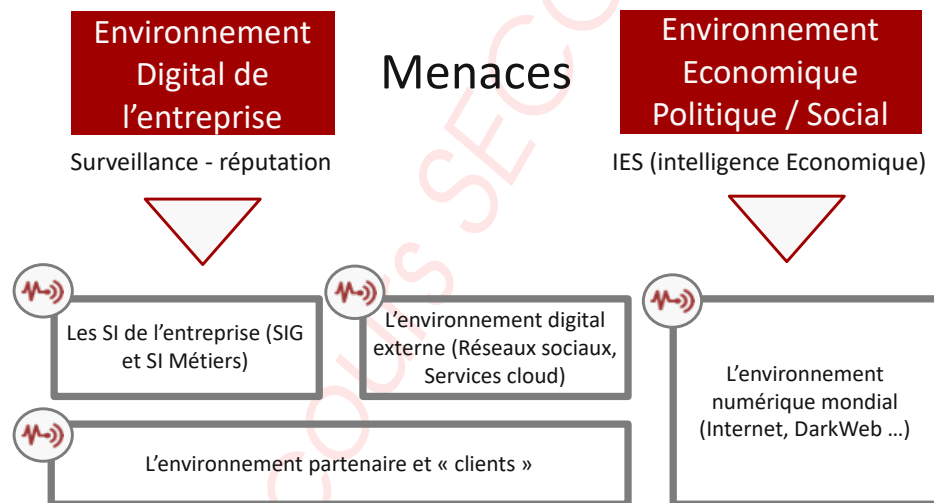 Environnement
Digital de
l'entreprise
Menaces
Environnement
Economique
Politique / Social
Surveillance - réputation
IES (intelligence Economique)
Les SI de l'entreprise (SIG
et SI Métiers)
L'environnement digital
externe (Réseaux sociaux,
Services cloud)
L'environnement
numérique mondial
(Internet, DarkWeb ...)
L'environnement partenaire et « clients »
cours SECO